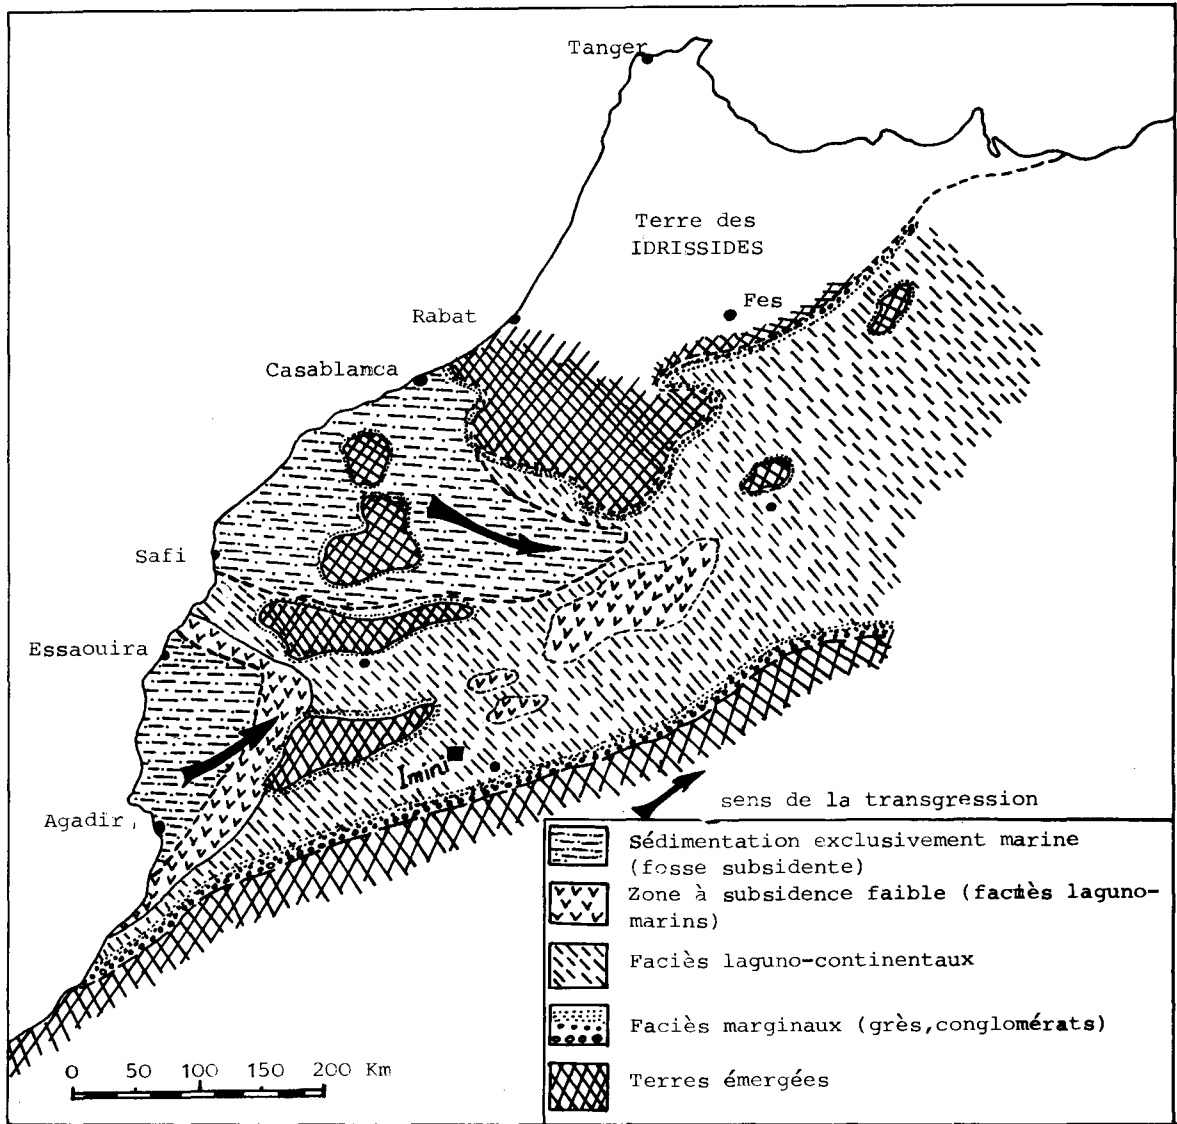 Tanger
Terre des
IDRISSIDES
Fes
Rabat
Casablanca
Safi
Essaouira
Imini
Agadir
sens de la transgression
Sédimentation exclusivement marine
(fosse subsidente)
Zone à subsidence faible (faciès laguno-
marins)
Faciès laguno-continentaux
Faciès marginaux (grès,conglomérats)
Terres émergées
0 50 100 150 200 Km